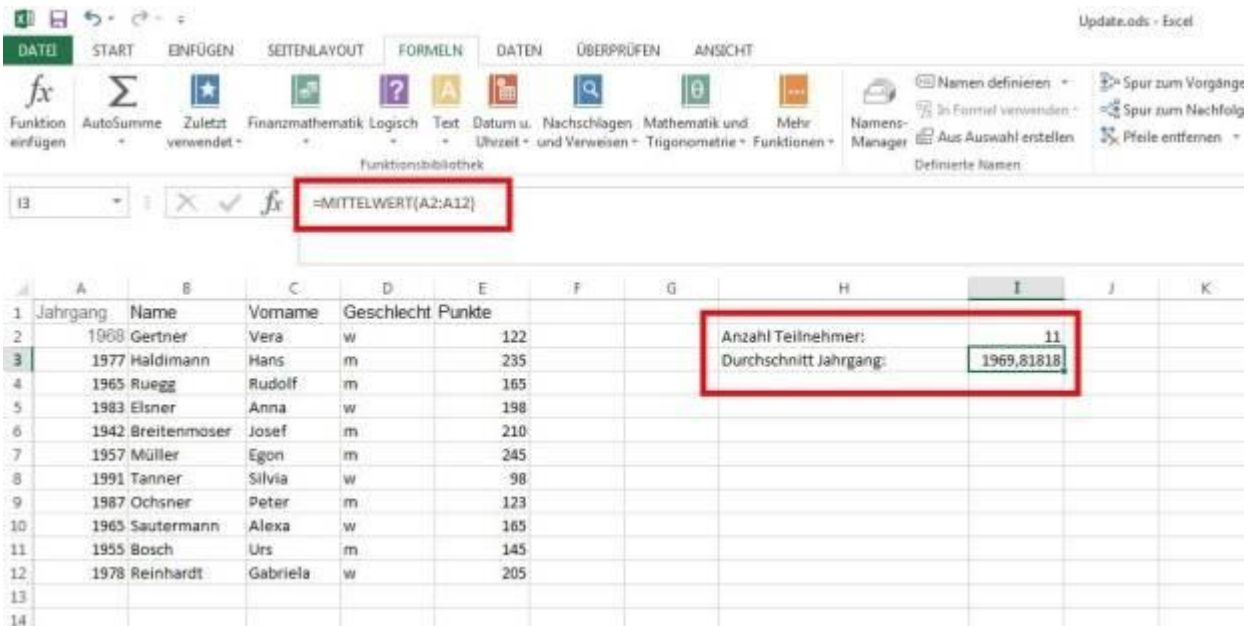 Update.ods - Excel
DATEI START EINFÜGEN SEITENLAYOUT FORMELN DATEN ÜBERPRÜFEN ANSICHT
Funktion einfügen
AutoSumme
Zuletzt verwendet
Finanzmathematik
Logisch
Text
Datum u. Uhrzeit
Nachschlagen und Verweisen
Mathematik und Trigonometrie
Mehr Funktionen
Funktionsbibliothek
Namens-Manager
Namen definieren
In Formel verwenden
Aus Auswahl erstellen
Definierte Namen
Spur zum Vorgänge
Spur zum Nachfolg
Pfeile entfernen
I3 fx =MITTELWERT(A2:A12)
A B C D E F G H I J K
1 Jahrgang Name Vorname Geschlecht Punkte
2 1968 Gertner Vera w 122 Anzahl Teilnehmer: 11
3 1977 Haldimann Hans m 235 Durchschnitt Jahrgang: 1969,81818
4 1965 Ruegg Rudolf m 165
5 1983 Elsner Anna w 198
6 1942 Breitenmoser Josef m 210
7 1957 Müller Egon m 245
8 1991 Tanner Silvia w 98
9 1987 Ochsner Peter m 123
10 1965 Sautermann Alexa w 165
11 1955 Bosch Urs m 145
12 1978 Reinhardt Gabriela w 205
13
14